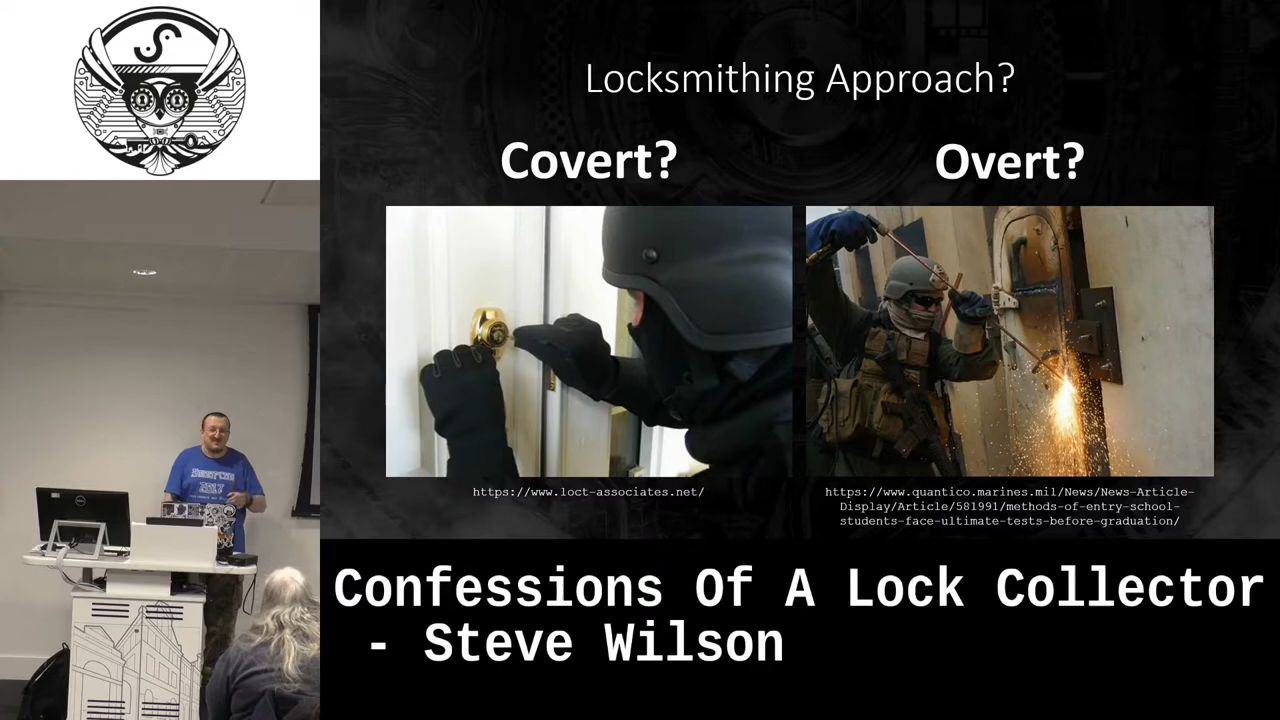 Locksmithing Approach?
Covert?
Overt?
https://www.loct-associates.net/
https://www.quantico.marines.mil/News/News-Article-
Display/Article/581991/methods-of-entry-school-
students-face-ultimate-tests-before-graduation/
Confessions Of A Lock Collector
- Steve Wilson